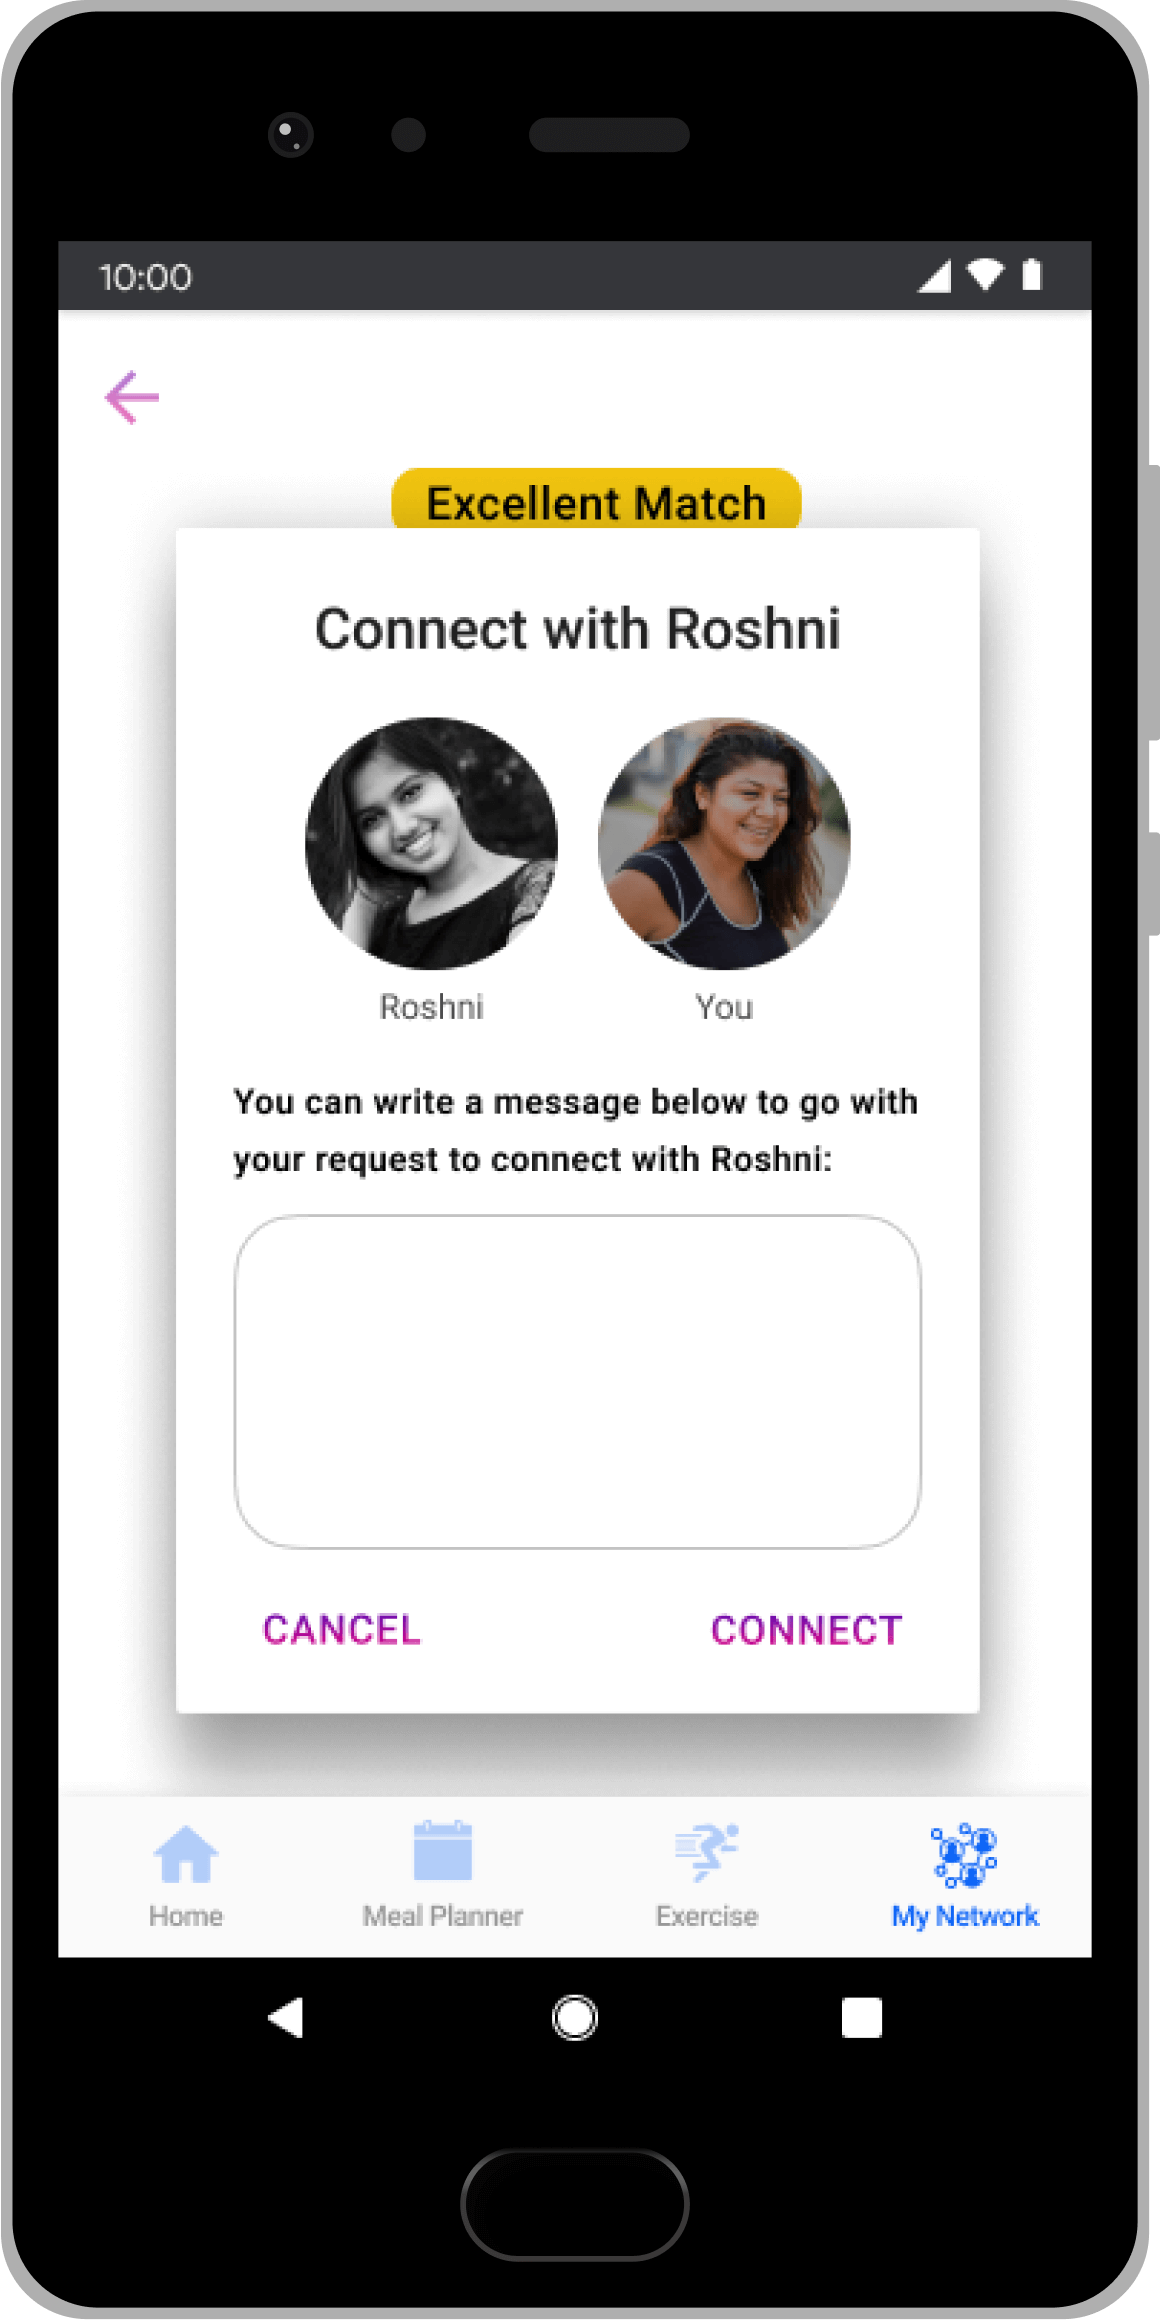 10:00
Excellent Match
Connect with Roshni
Roshni
You
You can write a message below to go with
your request to connect with Roshni:
CANCEL
CONNECT
Home
Meal Planner
Exercise
My Network